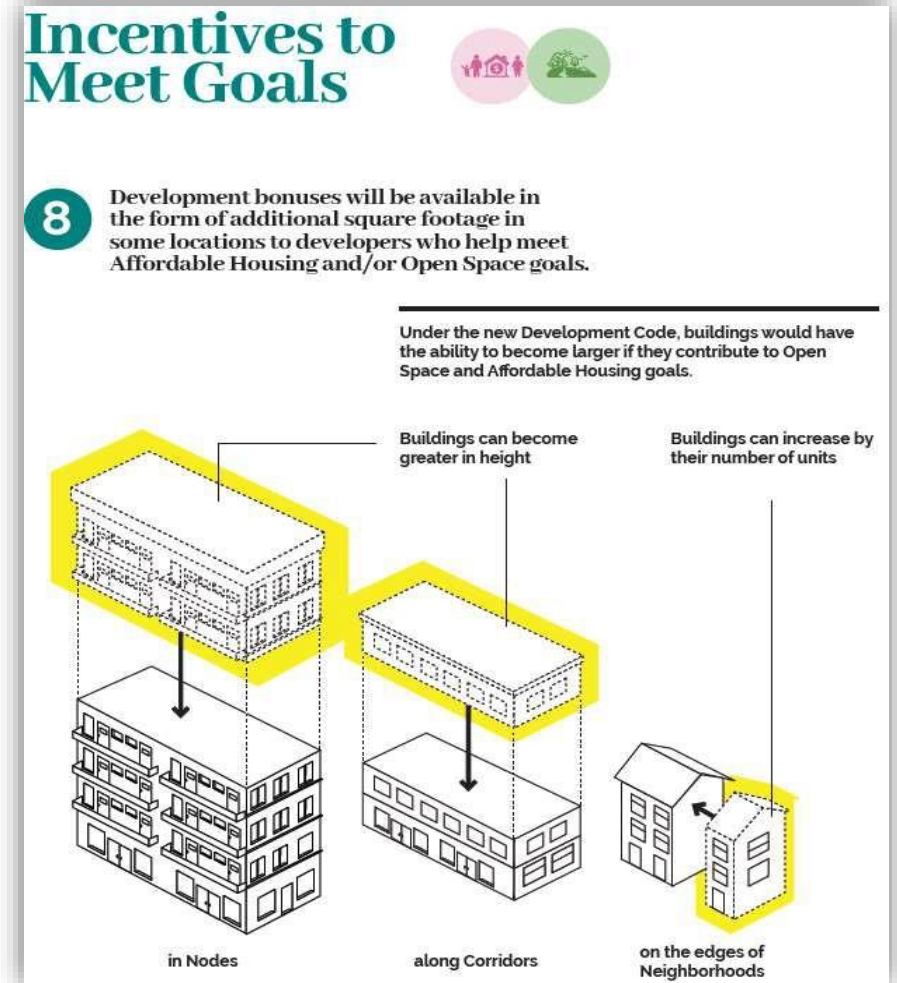 Incentives to
Meet Goals
8
Development bonuses will be available in
the form of additional square footage in
some locations to developers who help meet
Affordable Housing and/or Open Space goals.
Under the new Development Code, buildings would have
the ability to become larger if they contribute to Open
Space and Affordable Housing goals.
Buildings can become
greater in height
Buildings can increase by
their number of units
in Nodes
along Corridors
on the edges of
Neighborhoods